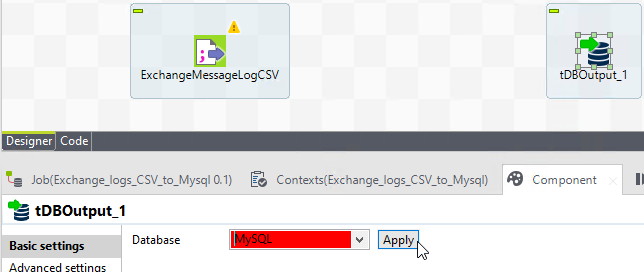 ExchangeMessageLogCSV
tDBOutput_1
Designer Code
Job(Exchange_logs_CSV_to_Mysql 0.1) Contexts(Exchange_logs_CSV_to_Mysql) Component
tDBOutput_1
Basic settings Database MySQL Apply
Advanced settings